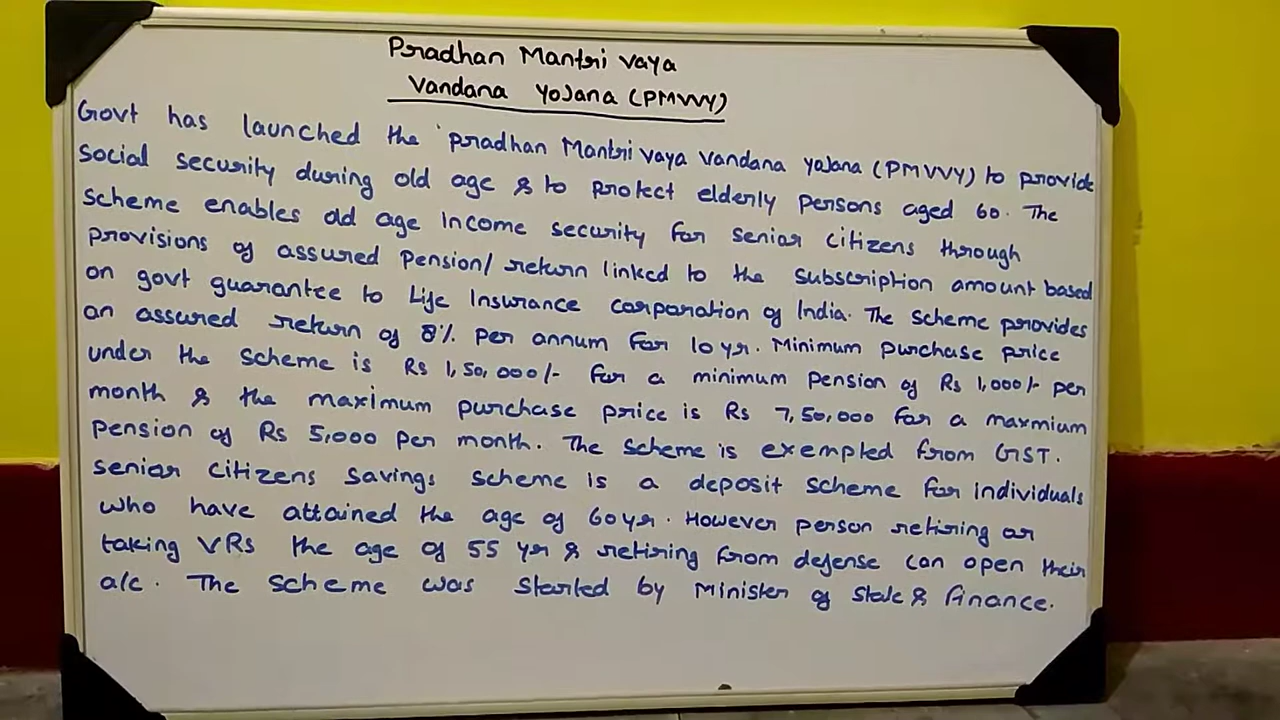 Pradhan Mantri Vaya
Vandana Yojana (PMVVY)
Govt has launched the Pradhan Mantri Vaya Vandana Yojana (PMVVY) to provide
social security during old age & to protect elderly persons aged 60. The
scheme enables old age income security for senior citizens through
provisions of assured pension/return linked to the subscription amount based
on govt guarantee to Life Insurance corporation of India. The scheme provides
an assured return of 8% per annum for 10 yr. Minimum purchase price
under the scheme is Rs 1,50,000/- for a minimum pension of Rs 1,000/- per
month & the maximum purchase price is Rs 7,50,000 for a maxmium
pension of Rs 5,000 per month. The scheme is exempled from GST.
senior citizens savings scheme is a deposit scheme for individuals
who have attained the age of 60 yr. However person retiring or
taking VRs the age of 55 yr & retiring from defense can open their
a/c. The scheme was started by Minister of State & finance.